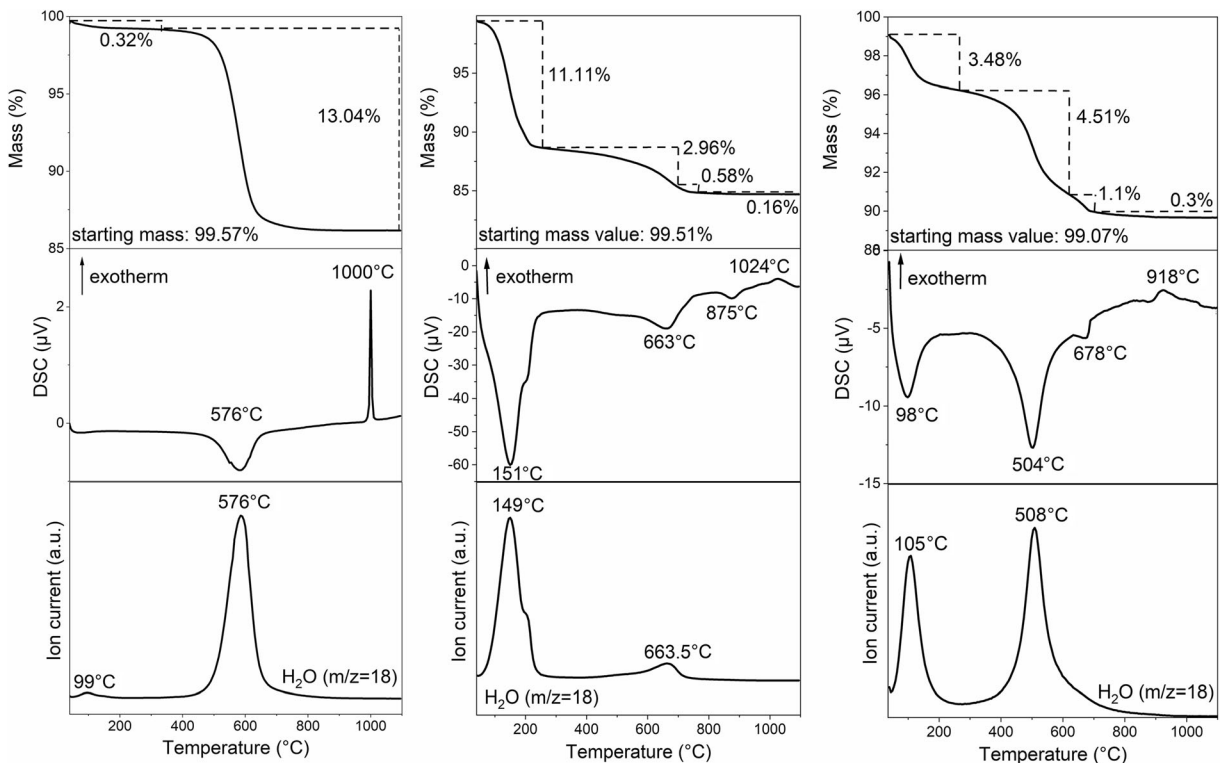 100
95
90
85
Mass (%)
0.32%
13.04%
starting mass: 99.57%
exotherm
1000°C
2
0
DSC (µV)
576°C
576°C
Ion current (a.u.)
99°C
H2O (m/z=18)
200 400 600 800 1000
Temperature (°C)
95
90
85
Mass (%)
11.11%
2.96%
0.58%
0.16%
starting mass value: 99.51%
0
-10
-20
-30
-40
-50
-60
DSC (µV)
exotherm
1024°C
875°C
663°C
151°C
149°C
Ion current (a.u.)
663.5°C
H2O (m/z=18)
200 400 600 800 1000
Temperature (°C)
100
98
96
94
92
90
Mass (%)
3.48%
4.51%
1.1%
0.3%
starting mass value: 99.07%
-5
-10
-15
DSC (µV)
exotherm
918°C
678°C
98°C
504°C
508°C
105°C
Ion current (a.u.)
H2O (m/z=18)
200 400 600 800 1000
Temperature (°C)